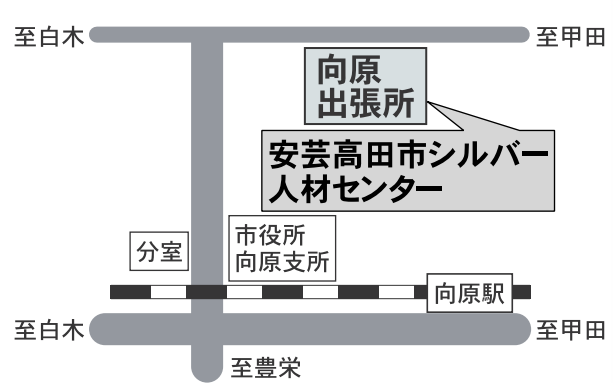 至白木
至甲田
向原
出張所
安芸高田市シルバー
人材センター
分室
市役所
向原支所
向原駅
至白木
至甲田
至豊栄